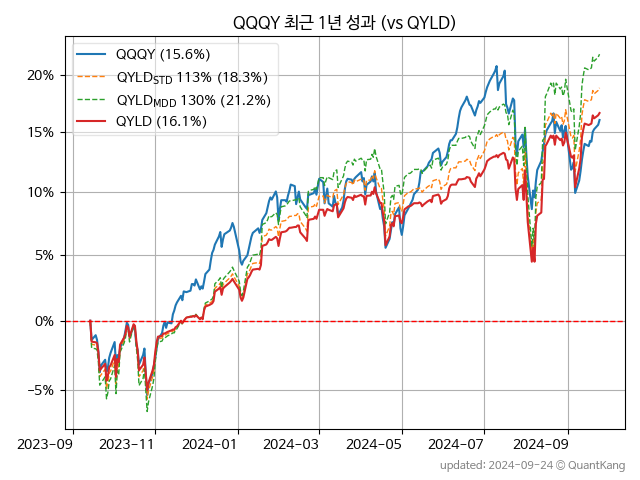 QQQY 최근 1년 성과 (vs QYLD)
QQQY (15.6%)
QYLD_STD 113% (18.3%)
QYLD_MDD 130% (21.2%)
QYLD (16.1%)
20%
15%
10%
5%
0%
−5%
2023-09 2023-11 2024-01 2024-03 2024-05 2024-07 2024-09
updated: 2024-09-24 ⓒ QuantKang